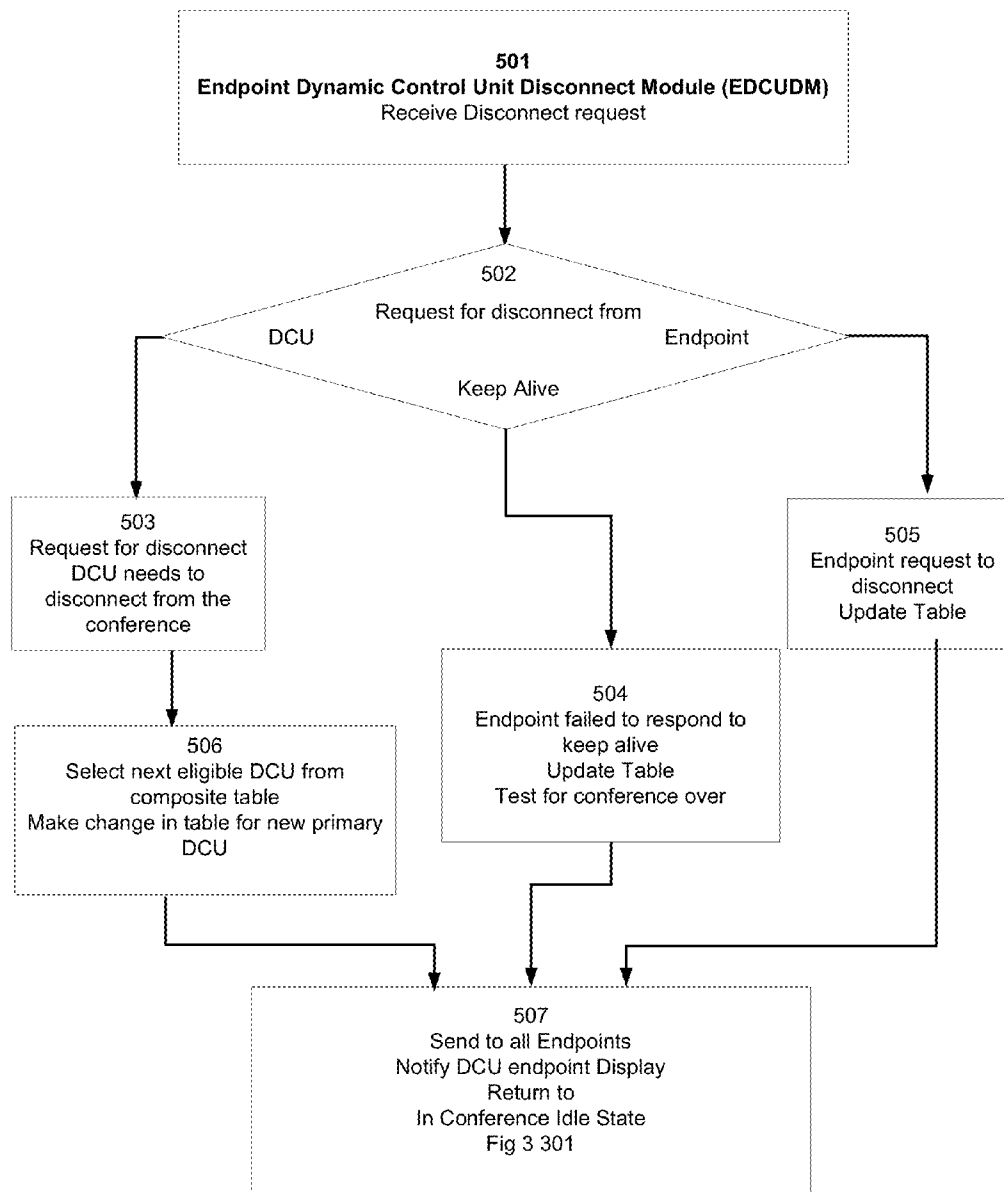 501
Endpoint Dynamic Control Unit Disconnect Module (EDCUDM)
Receive Disconnect request
502
Request for disconnect from
DCU
Endpoint
Keep Alive
503
Request for disconnect
DCU needs to
disconnect from the
conference
504
Endpoint failed to respond to
keep alive
Update Table
Test for conference over
505
Endpoint request to
disconnect
Update Table
506
Select next eligible DCU from
composite table
Make change in table for new primary
DCU
507
Send to all Endpoints
Notify DCU endpoint Display
Return to
In Conference Idle State
Fig 3 301